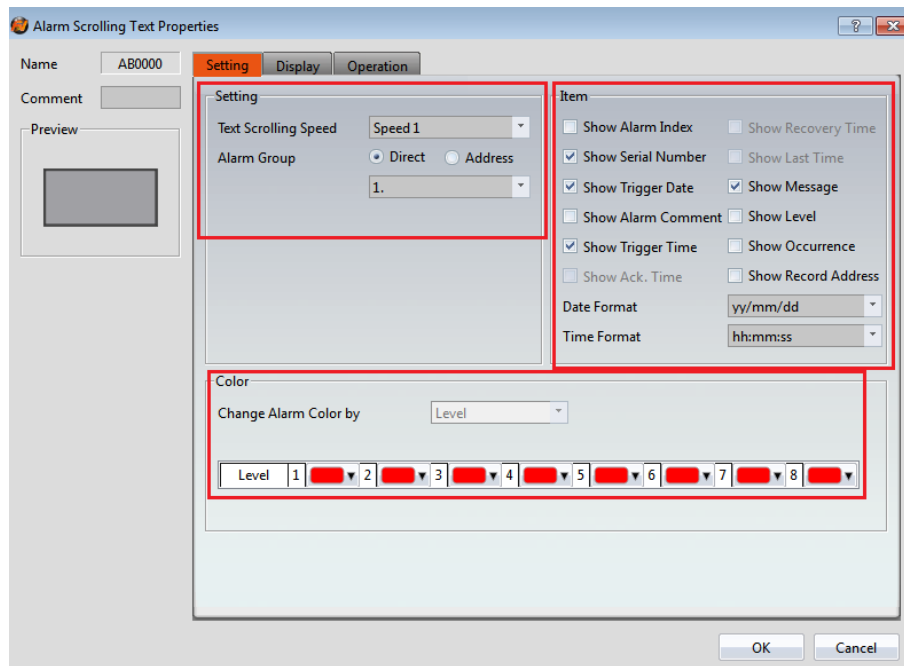 Alarm Scrolling Text Properties
Name AB0000
Comment
Preview
Setting Display Operation
Setting
Text Scrolling Speed Speed 1
Alarm Group Direct Address
1.
Item
Show Alarm Index Show Recovery Time
Show Serial Number Show Last Time
Show Trigger Date Show Message
Show Alarm Comment Show Level
Show Trigger Time Show Occurrence
Show Ack. Time Show Record Address
Date Format yy/mm/dd
Time Format hh:mm:ss
Color
Change Alarm Color by Level
Level 1 2 3 4 5 6 7 8
OK Cancel